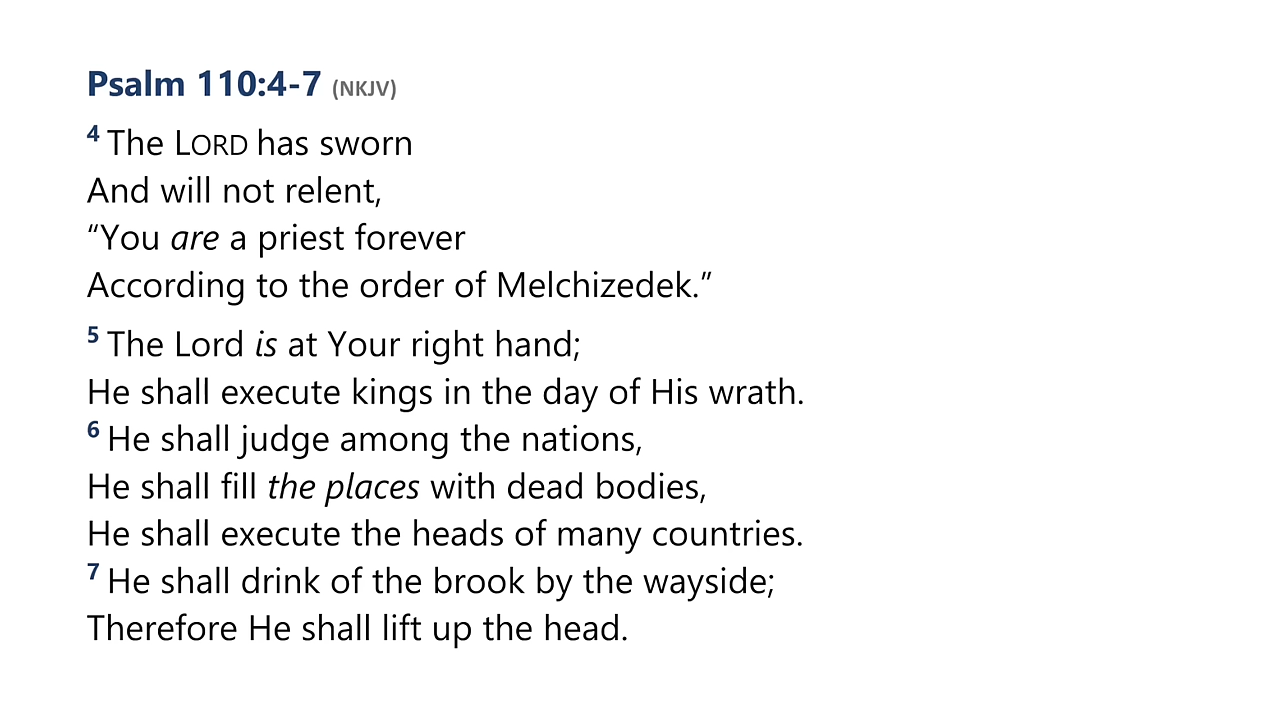 Psalm 110:4-7 (NKJV)
4 The LORD has sworn
And will not relent,
“You are a priest forever
According to the order of Melchizedek.”
5 The Lord is at Your right hand;
He shall execute kings in the day of His wrath.
6 He shall judge among the nations,
He shall fill the places with dead bodies,
He shall execute the heads of many countries.
7 He shall drink of the brook by the wayside;
Therefore He shall lift up the head.